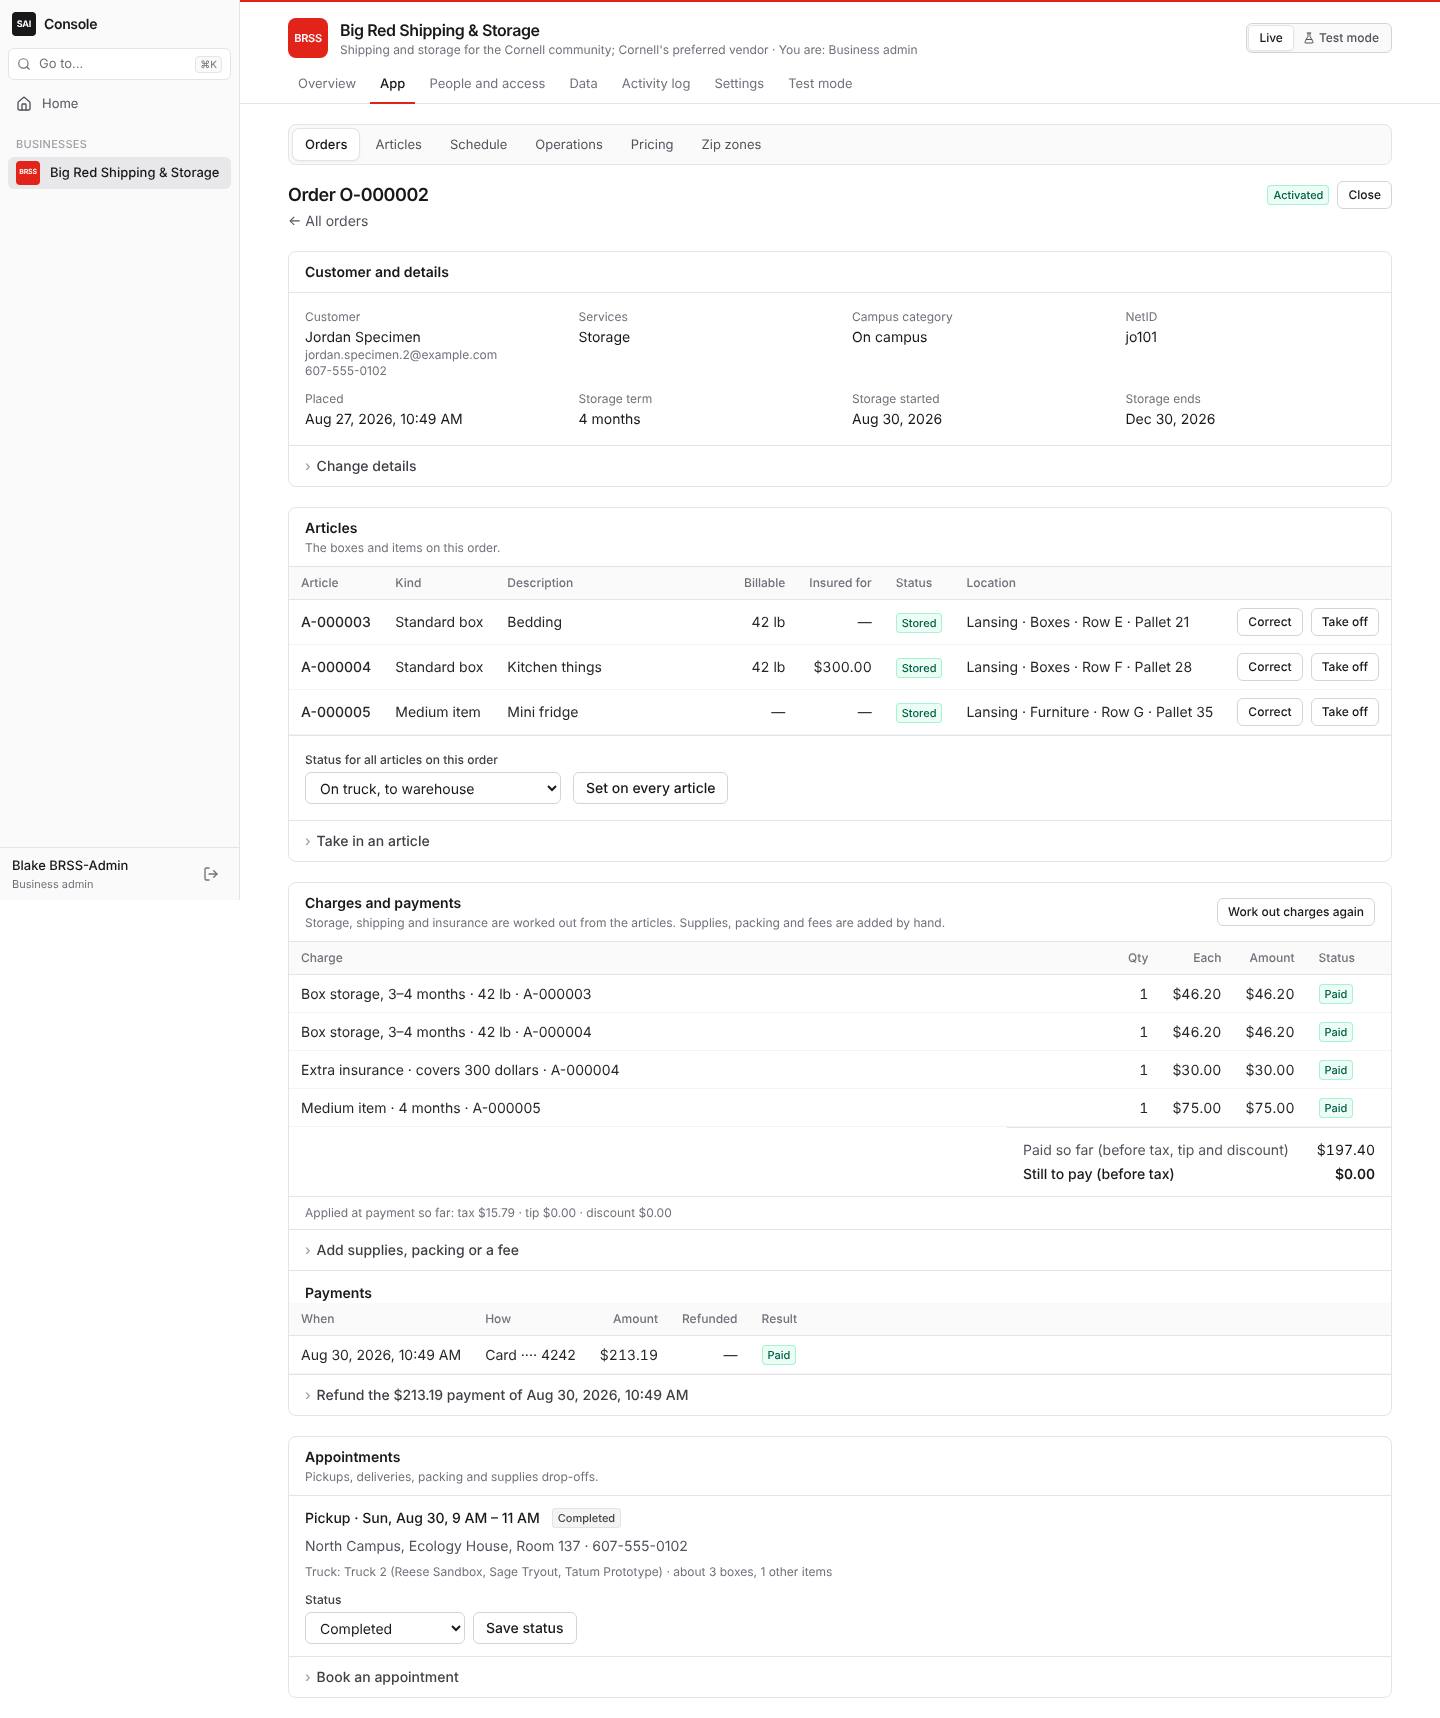 SAI Console
Go to... ⌘K
Home
BUSINESSES
BRSS Big Red Shipping & Storage
Blake BRSS-Admin
Business admin
BRSS
Big Red Shipping & Storage
Shipping and storage for the Cornell community; Cornell's preferred vendor · You are: Business admin
Live Test mode
Overview App People and access Data Activity log Settings Test mode
Orders Articles Schedule Operations Pricing Zip zones
Order O-000002
Activated Close
← All orders
Customer and details
Customer Services Campus category NetID
Jordan Specimen Storage On campus jo101
jordan.specimen.2@example.com
607-555-0102
Placed Storage term Storage started Storage ends
Aug 27, 2026, 10:49 AM 4 months Aug 30, 2026 Dec 30, 2026
› Change details
Articles
The boxes and items on this order.
Article Kind Description Billable Insured for Status Location
A-000003 Standard box Bedding 42 lb — Stored Lansing · Boxes · Row E · Pallet 21 Correct Take off
A-000004 Standard box Kitchen things 42 lb $300.00 Stored Lansing · Boxes · Row F · Pallet 28 Correct Take off
A-000005 Medium item Mini fridge — — Stored Lansing · Furniture · Row G · Pallet 35 Correct Take off
Status for all articles on this order
On truck, to warehouse Set on every article
› Take in an article
Charges and payments
Storage, shipping and insurance are worked out from the articles. Supplies, packing and fees are added by hand.
Work out charges again
Charge Qty Each Amount Status
Box storage, 3–4 months · 42 lb · A-000003 1 $46.20 $46.20 Paid
Box storage, 3–4 months · 42 lb · A-000004 1 $46.20 $46.20 Paid
Extra insurance · covers 300 dollars · A-000004 1 $30.00 $30.00 Paid
Medium item · 4 months · A-000005 1 $75.00 $75.00 Paid
Paid so far (before tax, tip and discount) $197.40
Still to pay (before tax) $0.00
Applied at payment so far: tax $15.79 · tip $0.00 · discount $0.00
› Add supplies, packing or a fee
Payments
When How Amount Refunded Result
Aug 30, 2026, 10:49 AM Card ···· 4242 $213.19 — Paid
› Refund the $213.19 payment of Aug 30, 2026, 10:49 AM
Appointments
Pickups, deliveries, packing and supplies drop-offs.
Pickup · Sun, Aug 30, 9 AM – 11 AM Completed
North Campus, Ecology House, Room 137 · 607-555-0102
Truck: Truck 2 (Reese Sandbox, Sage Tryout, Tatum Prototype) · about 3 boxes, 1 other items
Status
Completed Save status
› Book an appointment